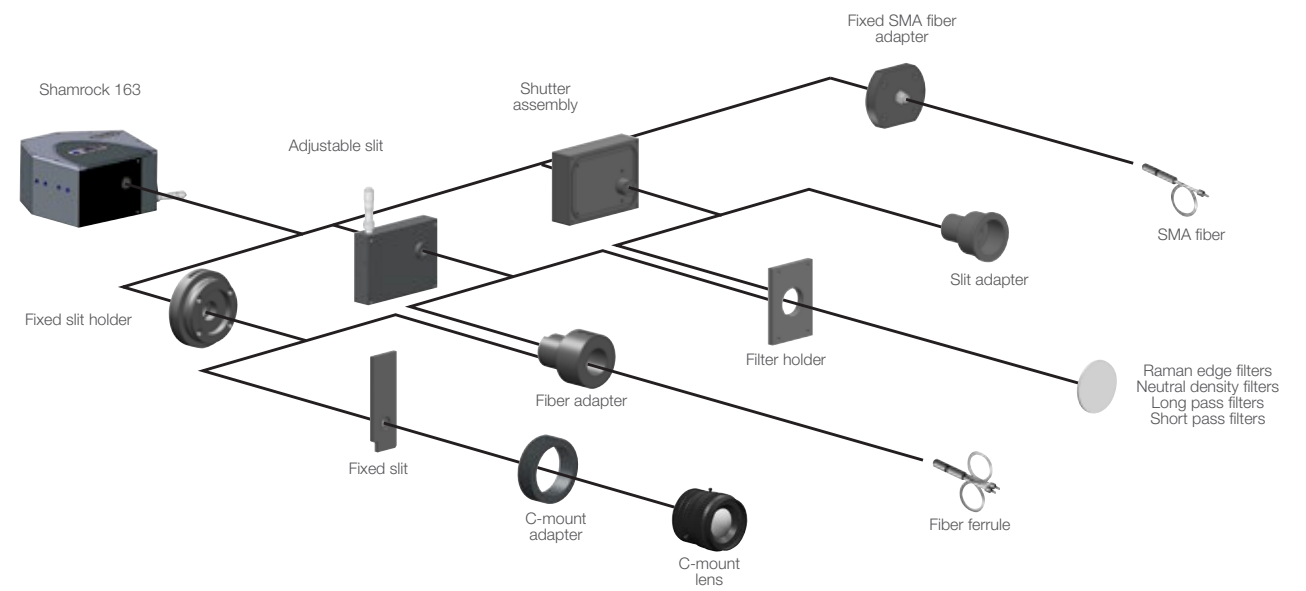 Fixed SMA fiber
adapter
Shamrock 163
Shutter
assembly
Adjustable slit
SMA fiber
Slit adapter
Fixed slit holder
Filter holder
Raman edge filters
Neutral density filters
Long pass filters
Short pass filters
Fiber adapter
Fixed slit
C-mount
adapter
Fiber ferrule
C-mount
lens